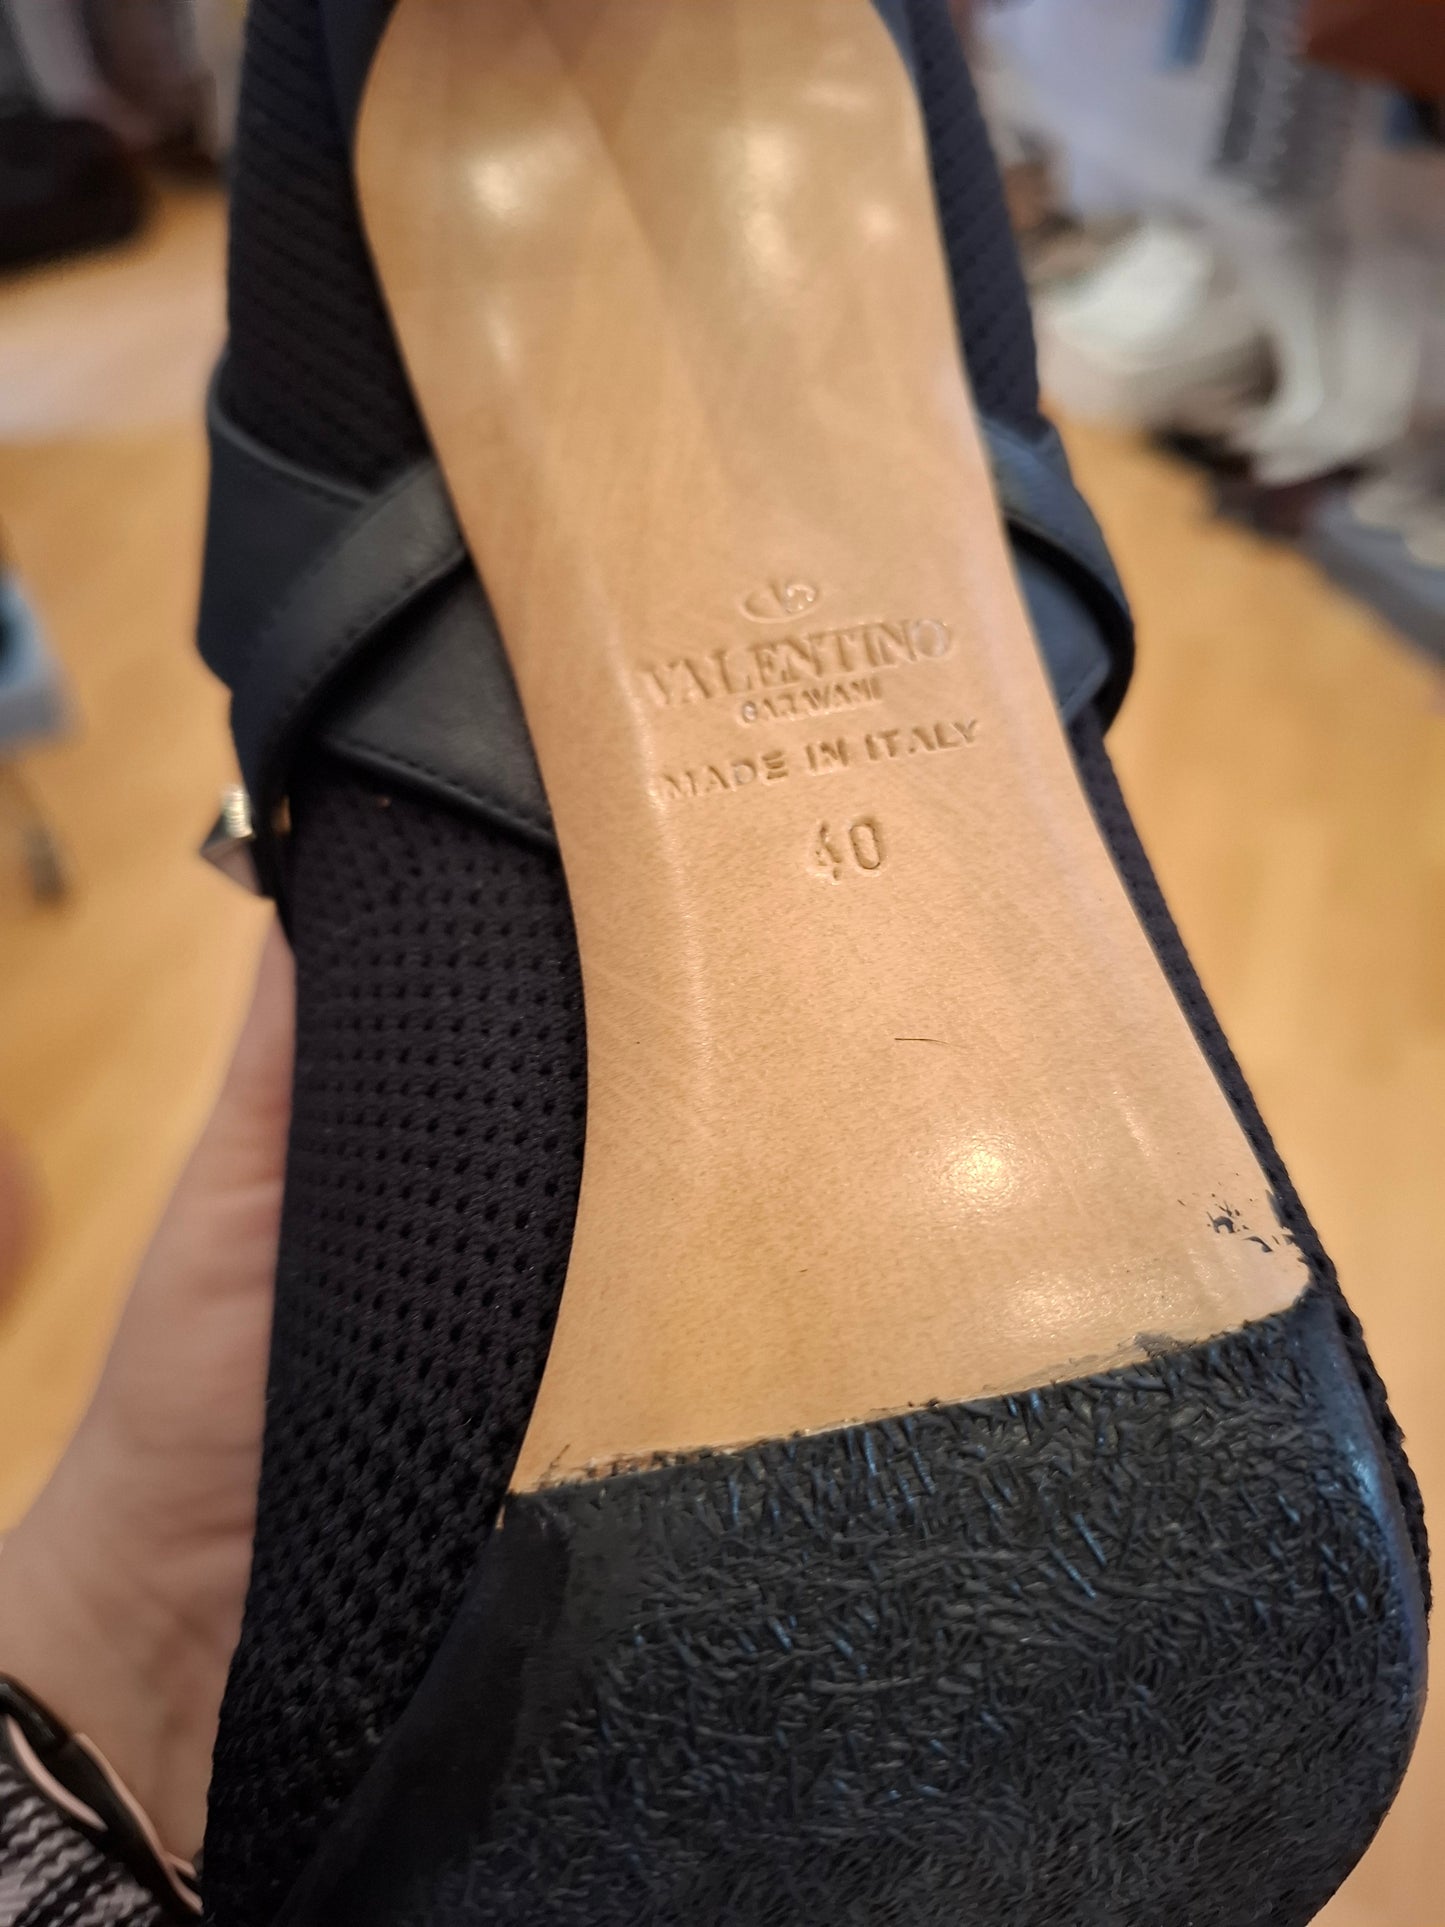 VALENTINO
GARAVANI
MADE IN ITALY
40